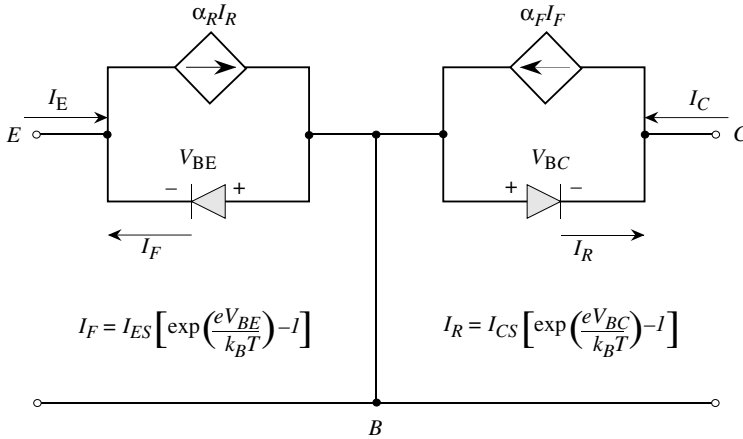 α_R I_R
α_F I_F
I_E
I_C
E
C
V_BE
V_BC
– +
+ –
I_F
I_R
I_F = I_ES [exp(eV_BE/k_BT) –1]
I_R = I_CS [exp(eV_BC/k_BT) –1]
B